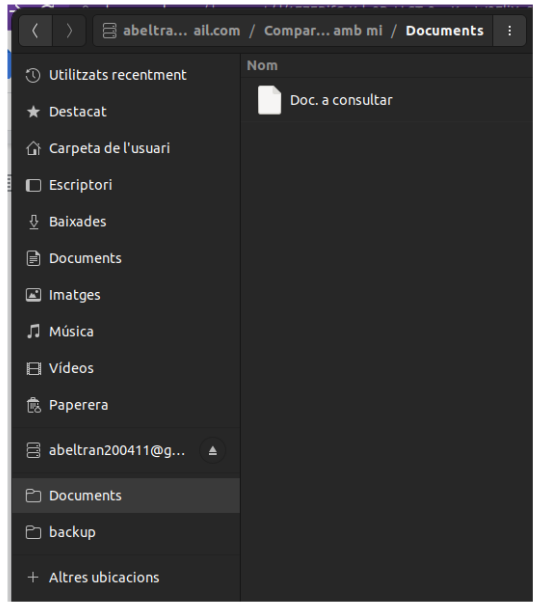 abeltra... ail.com / Compar... amb mi / Documents
Utilitzats recentment
Destacat
Carpeta de l'usuari
Escriptori
Baixades
Documents
Imatges
Música
Vídeos
Paperera
abeltran200411@g...
Documents
backup
+ Altres ubicacions
Nom
Doc. a consultar